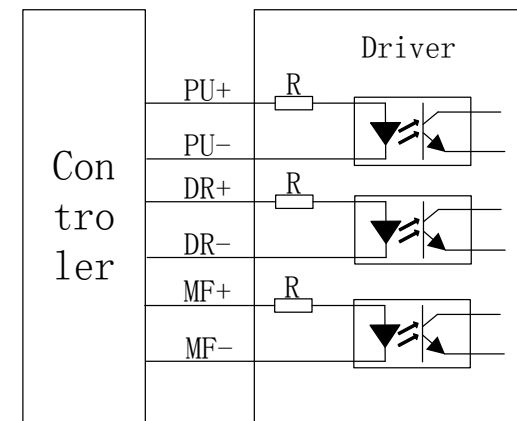 Driver
PU+
R
PU-
Con
tro
ler
DR+
R
DR-
MF+
R
MF-